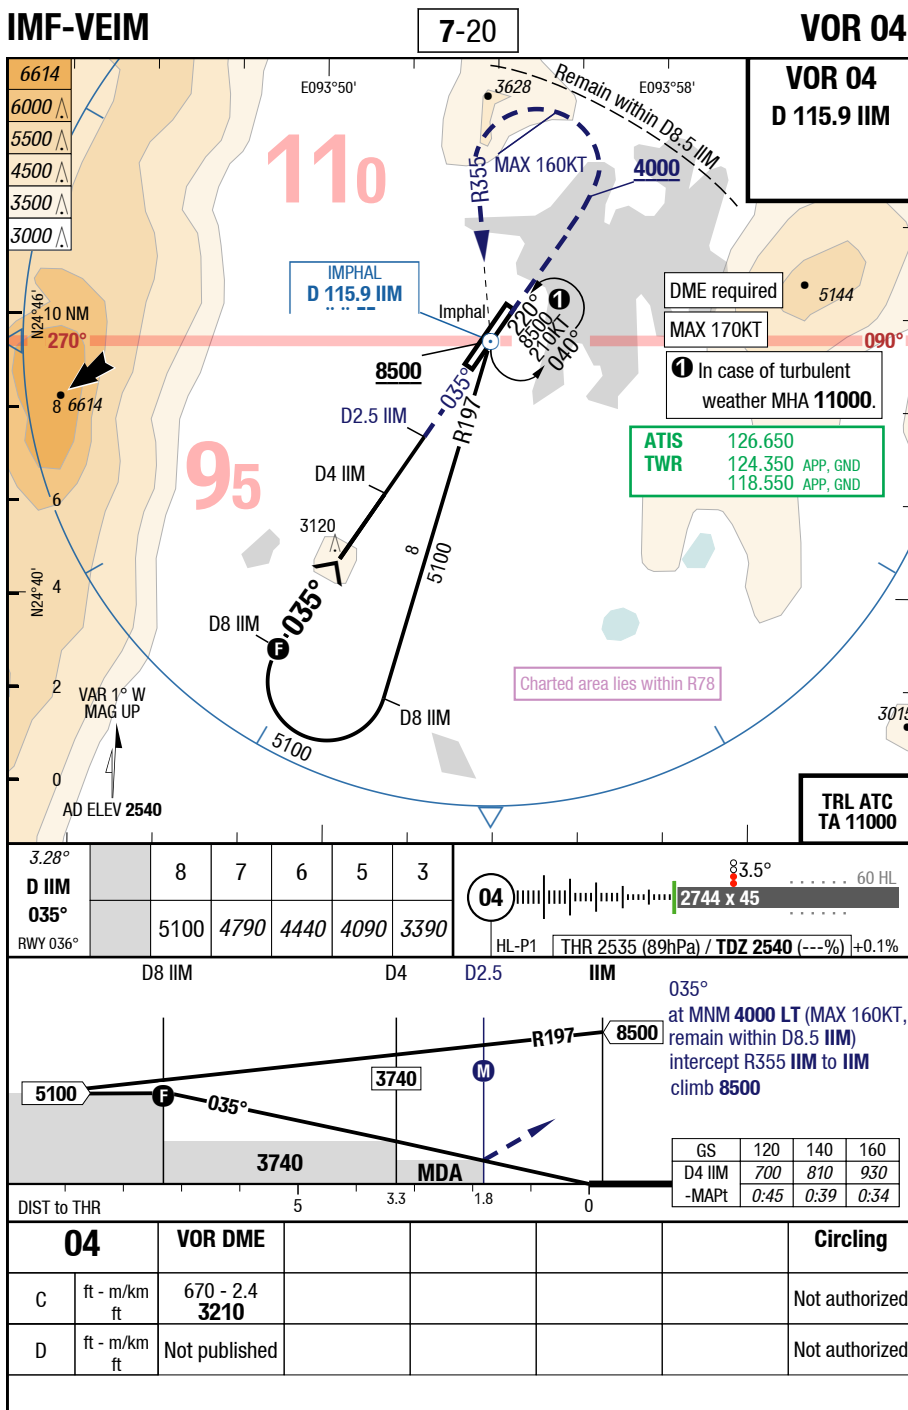 IMF-VEIM
7-20
VOR 04
6614
6000
5500
4500
3500
3000
E093°50'
3628
Remain within D8.5 IIM
E093°58'
VOR 04
D 115.9 IIM
110
R355
MAX 160KT
4000
IMPHAL
D 115.9 IIM
Imphal
N24°46'
10 NM
270°
8500
220°
8500
210KT
040°
1
DME required
5144
MAX 170KT
090°
1 In case of turbulent
weather MHA 11000.
8
6614
D2.5 IIM
035°
R197
ATIS 126.650
TWR 124.350 APP, GND
118.550 APP, GND
95
D4 IIM
6
3120
8
5100
N24°40'
4
035°
D8 IIM
F
2
VAR 1° W
MAG UP
Charted area lies within R78
D8 IIM
5100
3015
0
AD ELEV 2540
TRL ATC
TA 11000
3.28°
D IIM
035°
RWY 036°
8 7 6 5 3
5100 4790 4440 4090 3390
04
3.5°
60 HL
2744 x 45
HL-P1
THR 2535 (89hPa) / TDZ 2540 (---%)
+0.1%
D8 IIM
D4
D2.5
IIM
035°
at MNM 4000 LT (MAX 160KT,
remain within D8.5 IIM)
intercept R355 IIM to IIM
climb 8500
R197
8500
3740
M
5100
F
035°
3740
MDA
GS 120 140 160
D4 IIM 700 810 930
-MAPt 0:45 0:39 0:34
DIST to THR
5
3.3
1.8
0
04 VOR DME Circling
C ft - m/km 670 - 2.4 Not authorized
ft 3210
D ft - m/km Not published Not authorized
ft